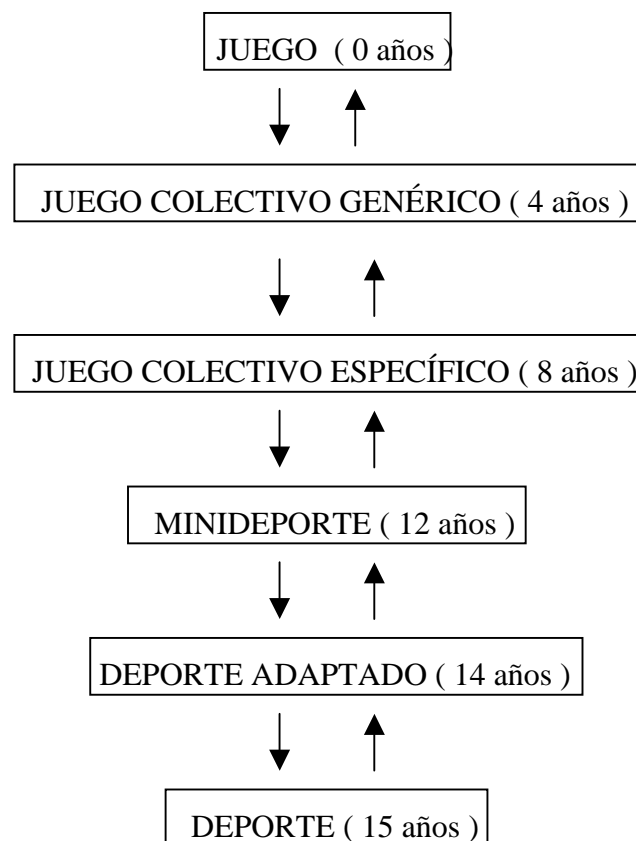 JUEGO ( 0 años )
JUEGO COLECTIVO GENÉRICO ( 4 años )
JUEGO COLECTIVO ESPECÍFICO ( 8 años )
MINIDEPORTE ( 12 años )
DEPORTE ADAPTADO ( 14 años )
DEPORTE ( 15 años )